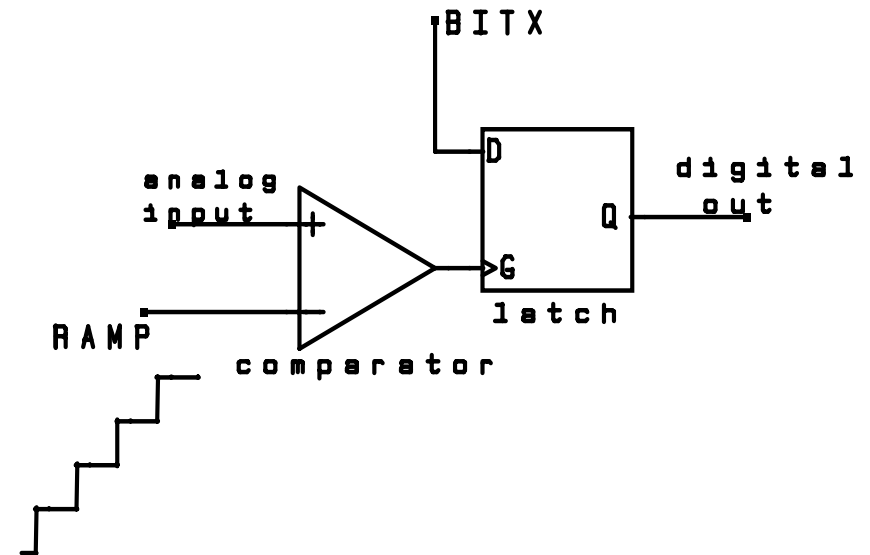 BITX
D
digital
out
analog
input
+
Q
G
-
latch
RAMP
comparator